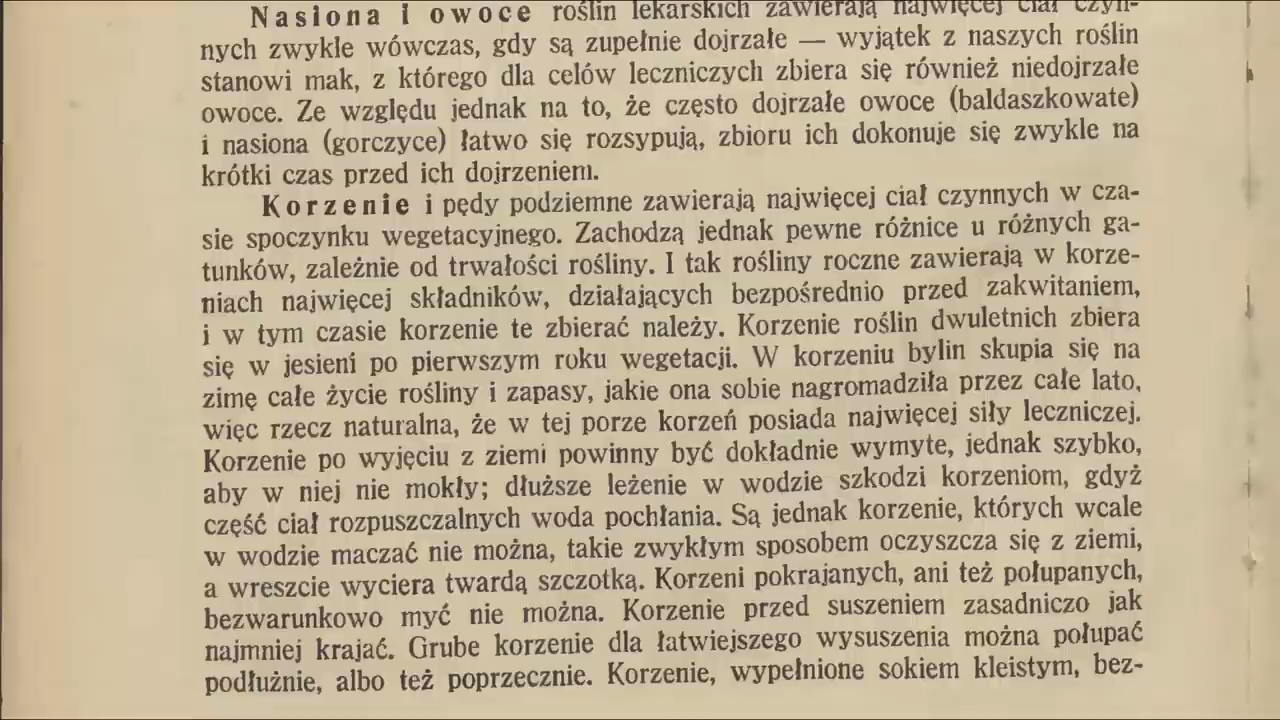 Nasiona i owoce roślin lekarskich zawierają najwięcej ciał czyn-
nych zwykle wówczas, gdy są zupełnie dojrzałe — wyjątek z naszych roślin
stanowi mak, z którego dla celów leczniczych zbiera się również niedojrzałe
owoce. Ze względu jednak na to, że często dojrzałe owoce (baldaszkowate)
i nasiona (gorczyce) łatwo się rozsypują, zbioru ich dokonuje się zwykle na
krótki czas przed ich dojrzeniem.
Korzenie i pędy podziemne zawierają najwięcej ciał czynnych w cza-
sie spoczynku wegetacyjnego. Zachodzą jednak pewne różnice u różnych ga-
tunków, zależnie od trwałości rośliny. I tak rośliny roczne zawierają w korze-
niach najwięcej składników, działających bezpośrednio przed zakwitaniem,
i w tym czasie korzenie te zbierać należy. Korzenie roślin dwuletnich zbiera
się w jesieni po pierwszym roku wegetacji. W korzeniu bylin skupia się na
zimę całe życie rośliny i zapasy, jakie ona sobie nagromadziła przez całe lato,
więc rzecz naturalna, że w tej porze korzeń posiada najwięcej siły leczniczej.
Korzenie po wyjęciu z ziemi powinny być dokładnie wymyte, jednak szybko,
aby w niej nie mokły; dłuższe leżenie w wodzie szkodzi korzeniom, gdyż
część ciał rozpuszczalnych woda pochłania. Są jednak korzenie, których wcale
w wodzie maczać nie można, takie zwykłym sposobem oczyszcza się z ziemi,
a wreszcie wyciera twardą szczotką. Korzeni pokrajanych, ani też połupanych,
bezwarunkowo myć nie można. Korzenie przed suszeniem zasadniczo jak
najmniej krajać. Grube korzenie dla łatwiejszego wysuszenia można połupać
podłużnie, albo też poprzecznie. Korzenie, wypełnione sokiem kleistym, bez-